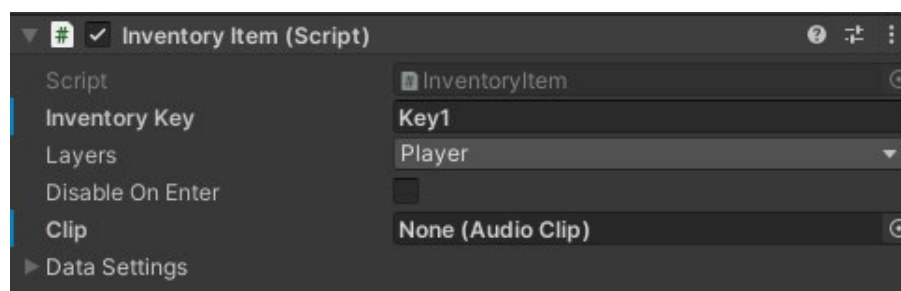 Inventory Item (Script)
Script InventoryItem
Inventory Key Key1
Layers Player
Disable On Enter
Clip None (Audio Clip)
Data Settings